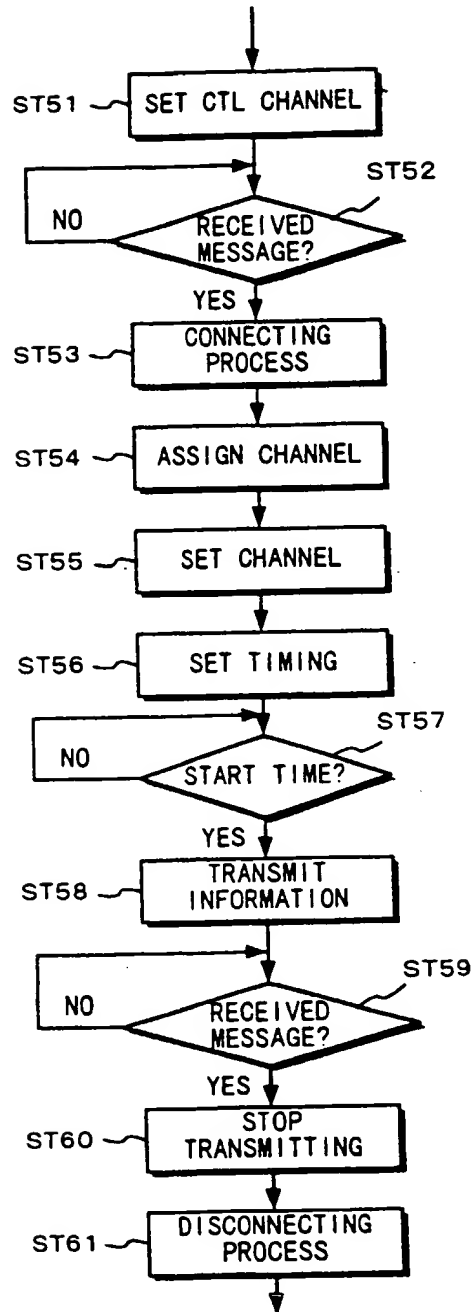 ST51
SET CTL CHANNEL
ST52
NO
RECEIVED
MESSAGE?
YES
ST53
CONNECTING
PROCESS
ST54
ASSIGN CHANNEL
ST55
SET CHANNEL
ST56
SET TIMING
ST57
NO
START TIME?
YES
ST58
TRANSMIT
INFORMATION
ST59
NO
RECEIVED
MESSAGE?
YES
ST60
STOP
TRANSMITTING
ST61
DISCONNECTING
PROCESS